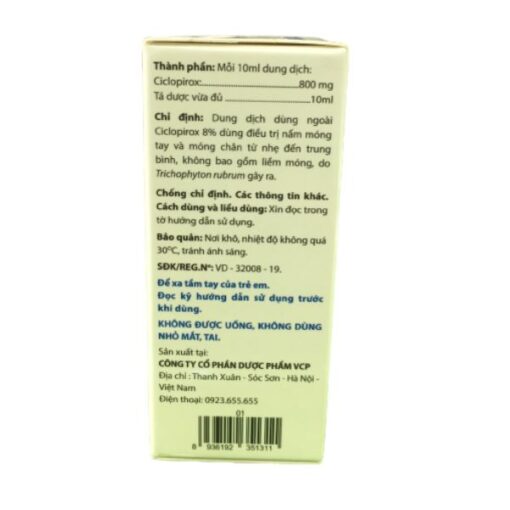 Thành phần: Mỗi 10ml dung dịch:
Ciclopirox:............................800 mg
Tá dược vừa đủ ......................10ml
Chỉ định: Dung dịch dùng ngoài
Ciclopirox 8% dùng điều trị nấm móng
tay và móng chân từ nhẹ đến trung
bình, không bao gồm liềm móng, do
Trichophyton rubrum gây ra.
Chống chỉ định. Các thông tin khác.
Cách dùng và liều dùng: Xin đọc trong
tờ hướng dẫn sử dụng.
Bảo quản: Nơi khô, nhiệt độ không quá
30⁰C, tránh ánh sáng.
SĐK/REG.Nº: VD - 32008 - 19.
Để xa tầm tay của trẻ em.
Đọc kỹ hướng dẫn sử dụng trước
khi dùng.
KHÔNG ĐƯỢC UỐNG, KHÔNG DÙNG
NHỎ MẮT, TAI.
Sản xuất tại:
CÔNG TY CỔ PHẦN DƯỢC PHẨM VCP
Địa chỉ : Thanh Xuân - Sóc Sơn - Hà Nội -
Việt Nam
Điện thoại: 0923.655.655
01
8 936192 351311